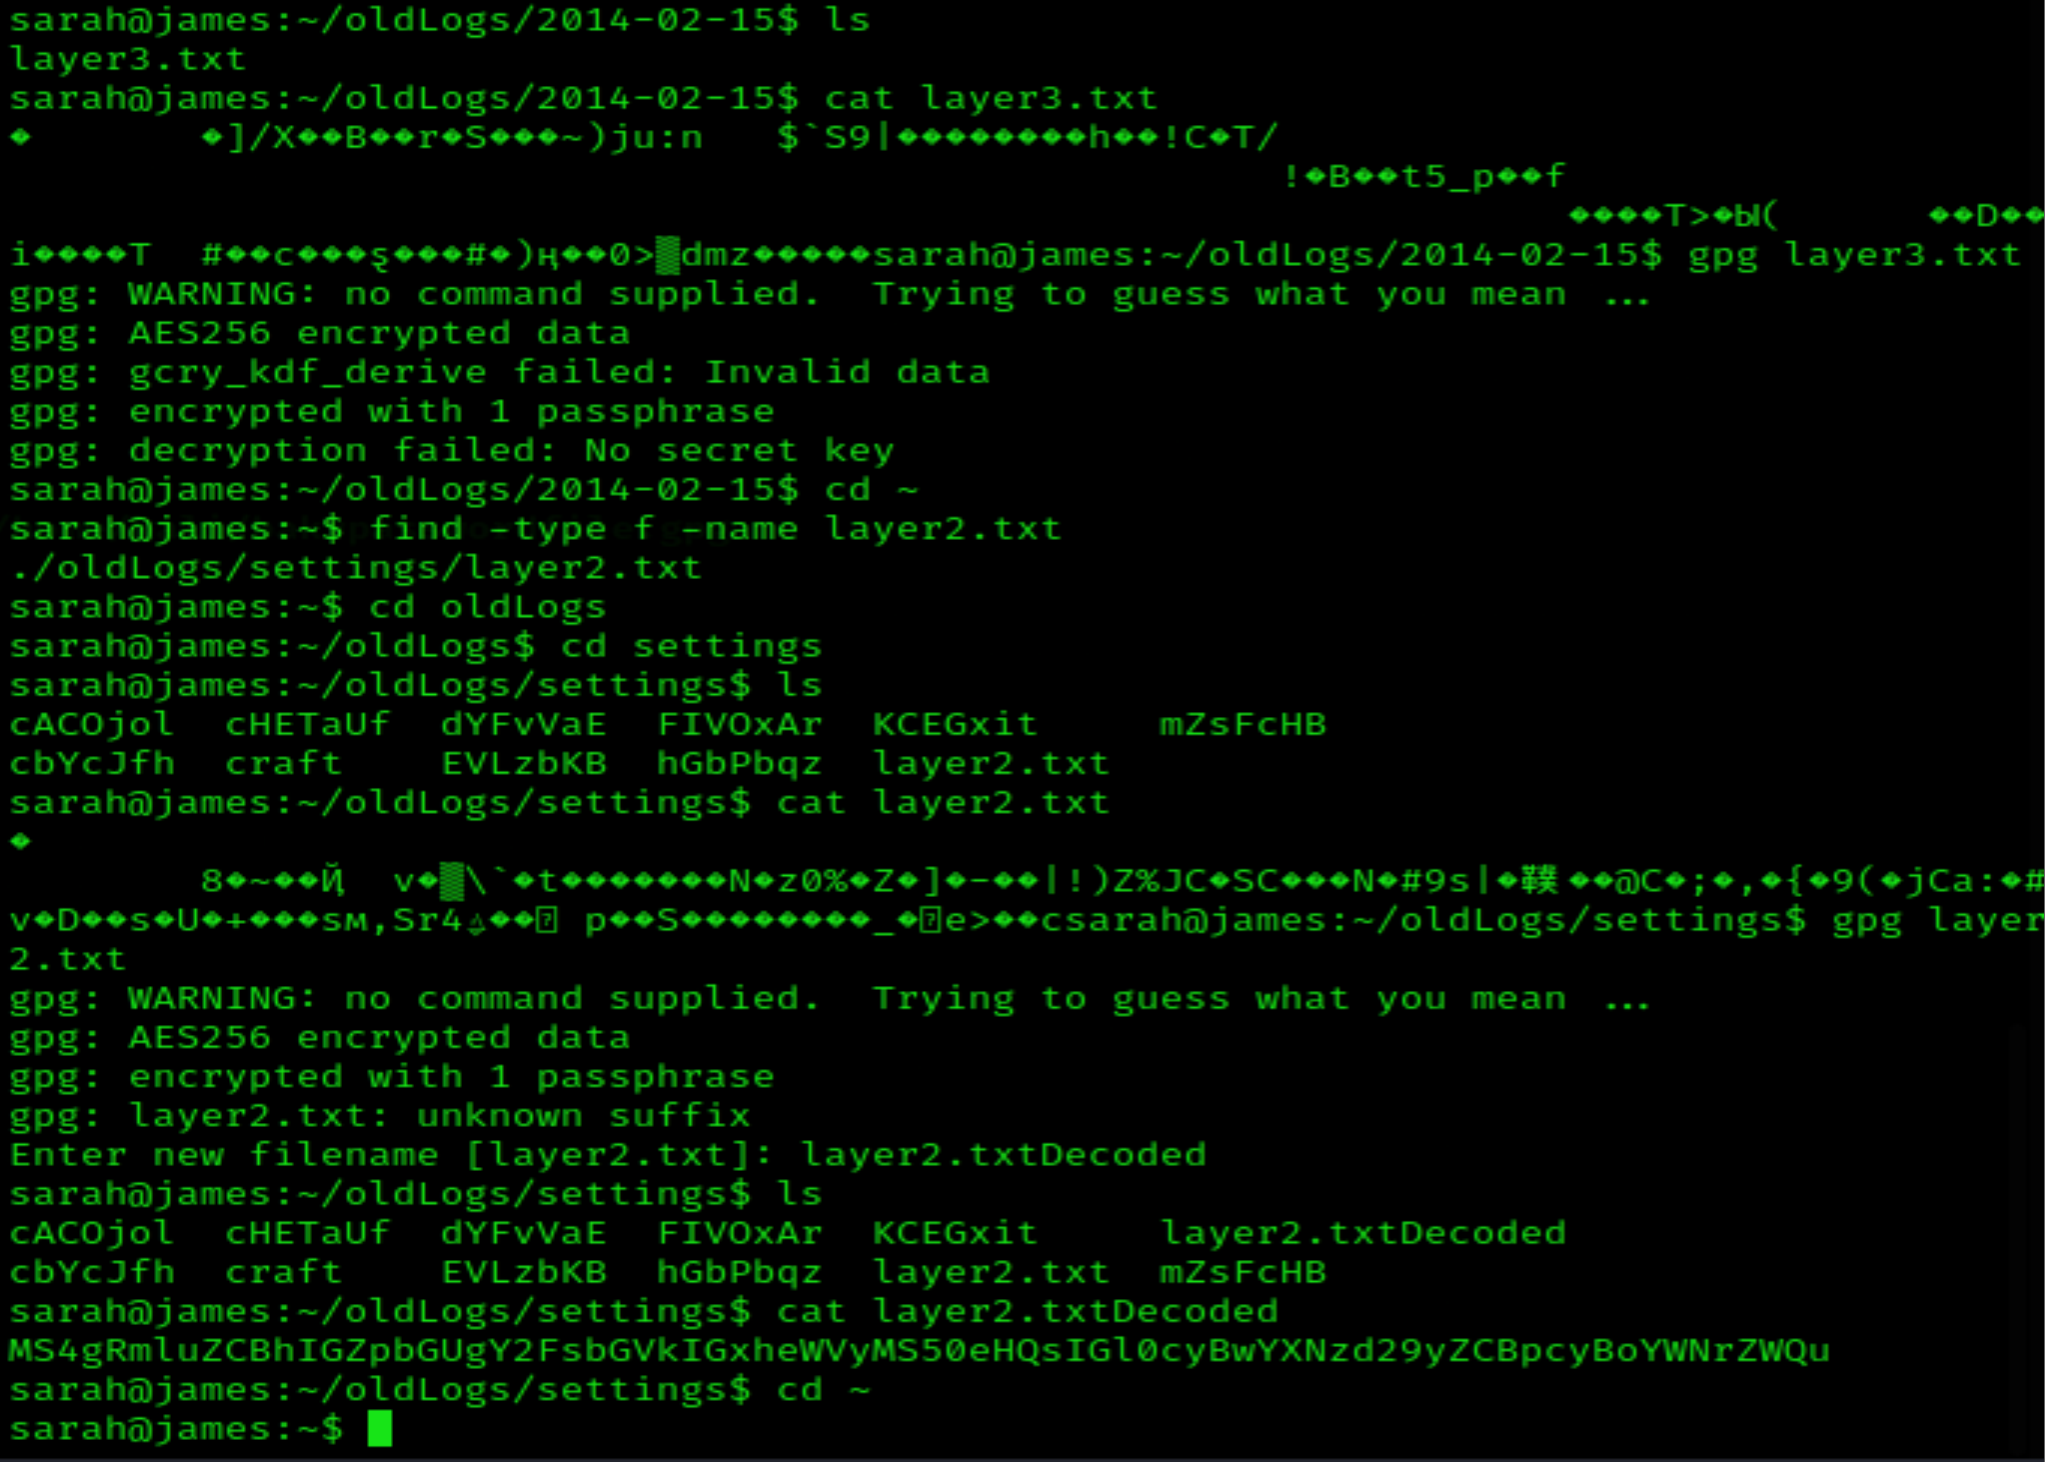 sarah@james:~/oldLogs/2014-02-15$ ls
layer3.txt
sarah@james:~/oldLogs/2014-02-15$ cat layer3.txt
�        �]/X��B��r�S���~)ju:n   $`S9|��������h��!C�T/
!�B��t5_p��f
����T>�Ы(      ��D��
i����T  #��c���ȿ���#�)ң��0>▒dmz�����sarah@james:~/oldLogs/2014-02-15$ gpg layer3.txt
gpg: WARNING: no command supplied.  Trying to guess what you mean ...
gpg: AES256 encrypted data
gpg: gcry_kdf_derive failed: Invalid data
gpg: encrypted with 1 passphrase
gpg: decryption failed: No secret key
sarah@james:~/oldLogs/2014-02-15$ cd ~
sarah@james:~$ find -type f -name layer2.txt
./oldLogs/settings/layer2.txt
sarah@james:~$ cd oldLogs
sarah@james:~/oldLogs$ cd settings
sarah@james:~/oldLogs/settings$ ls
cACOjol  cHETaUf  dYFvVaE  FIVOxAr  KCEGxit     mZsFcHB
cbYcJfh  craft    EVLzbKB  hGbPbqz  layer2.txt
sarah@james:~/oldLogs/settings$ cat layer2.txt
�
8�~��Ҋ  v�▒\`�t�������N�z0%�Z�]�-��|!)Z%JC�SC���N�#9s|� ��@C�;�,�{�9(�jCa:�#
v�D��s�U�+���sм,Sr4��  p��S���������_� e>��csarah@james:~/oldLogs/settings$ gpg layer
2.txt
gpg: WARNING: no command supplied.  Trying to guess what you mean ...
gpg: AES256 encrypted data
gpg: encrypted with 1 passphrase
gpg: layer2.txt: unknown suffix
Enter new filename [layer2.txt]: layer2.txtDecoded
sarah@james:~/oldLogs/settings$ ls
cACOjol  cHETaUf  dYFvVaE  FIVOxAr  KCEGxit     layer2.txtDecoded
cbYcJfh  craft    EVLzbKB  hGbPbqz  layer2.txt  mZsFcHB
sarah@james:~/oldLogs/settings$ cat layer2.txtDecoded
MS4gRmluZCBhIGZpbGUgY2FsbGVkIGxheWVyMS50eHQsIGl0cyBwYXNzd29yZCBpcyBoYWNrZWQu
sarah@james:~/oldLogs/settings$ cd ~
sarah@james:~$